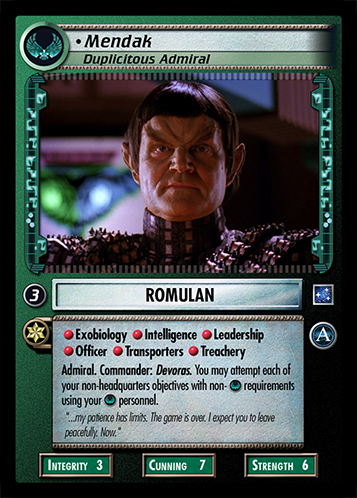 • Mendak
Duplicitous Admiral
3
ROMULAN
• Exobiology • Intelligence • Leadership
• Officer • Transporters • Treachery
A
Admiral. Commander: Devoras. You may attempt each of
your non-headquarters objectives with non- requirements
using your personnel.
"...my patience has limits. The game is over. I expect you to leave
peacefully. Now."
INTEGRITY 3 CUNNING 7 STRENGTH 6